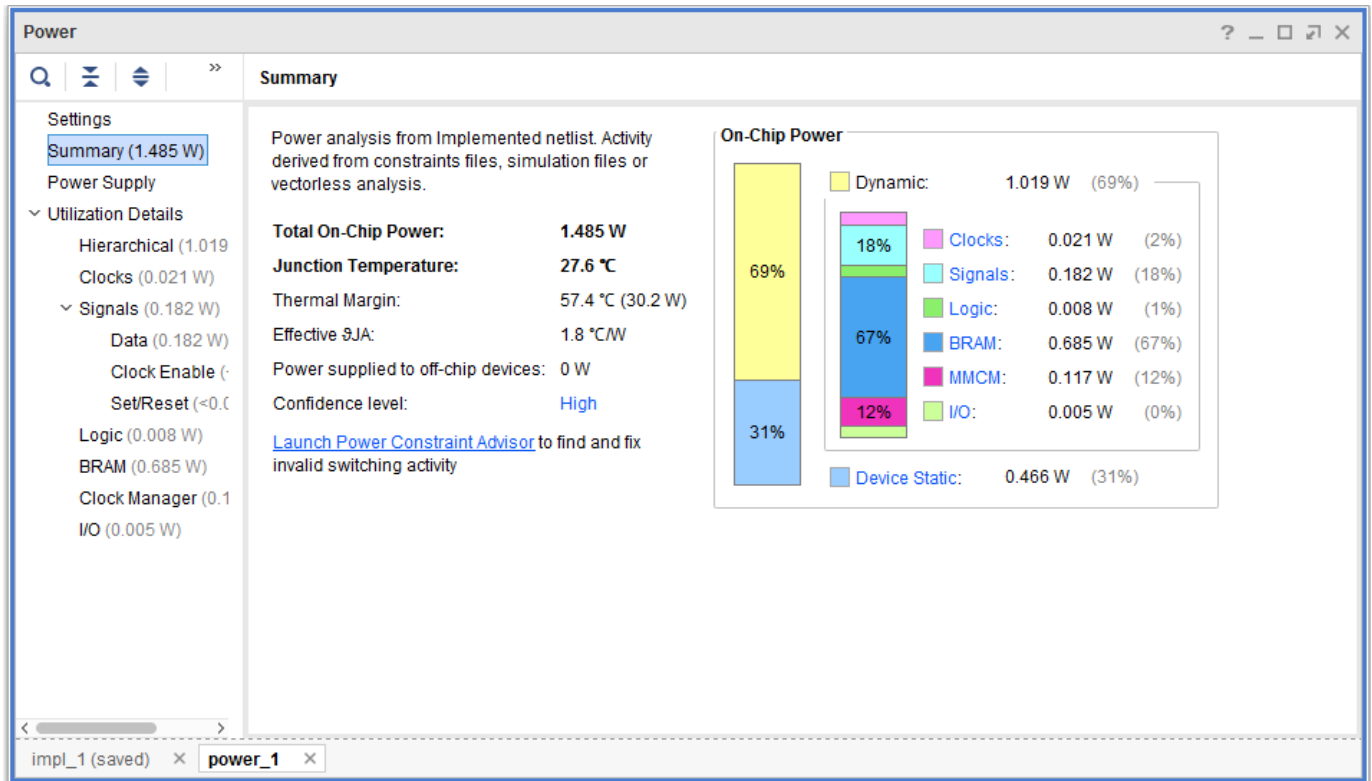 Power
Summary
Settings
Summary (1.485 W)
Power Supply
Utilization Details
Hierarchical (1.019
Clocks (0.021 W)
Signals (0.182 W)
Data (0.182 W)
Clock Enable (
Set/Reset (<0.0
Logic (0.008 W)
BRAM (0.685 W)
Clock Manager (0.1
I/O (0.005 W)
Power analysis from Implemented netlist. Activity
derived from constraints files, simulation files or
vectorless analysis.
Total On-Chip Power: 1.485 W
Junction Temperature: 27.6 °C
Thermal Margin: 57.4 °C (30.2 W)
Effective ϑJA: 1.8 °C/W
Power supplied to off-chip devices: 0 W
Confidence level: High
Launch Power Constraint Advisor to find and fix
invalid switching activity
On-Chip Power
69%
31%
Dynamic: 1.019 W (69%)
18%
67%
12%
Clocks: 0.021 W (2%)
Signals: 0.182 W (18%)
Logic: 0.008 W (1%)
BRAM: 0.685 W (67%)
MMCM: 0.117 W (12%)
I/O: 0.005 W (0%)
Device Static: 0.466 W (31%)
impl_1 (saved)
power_1